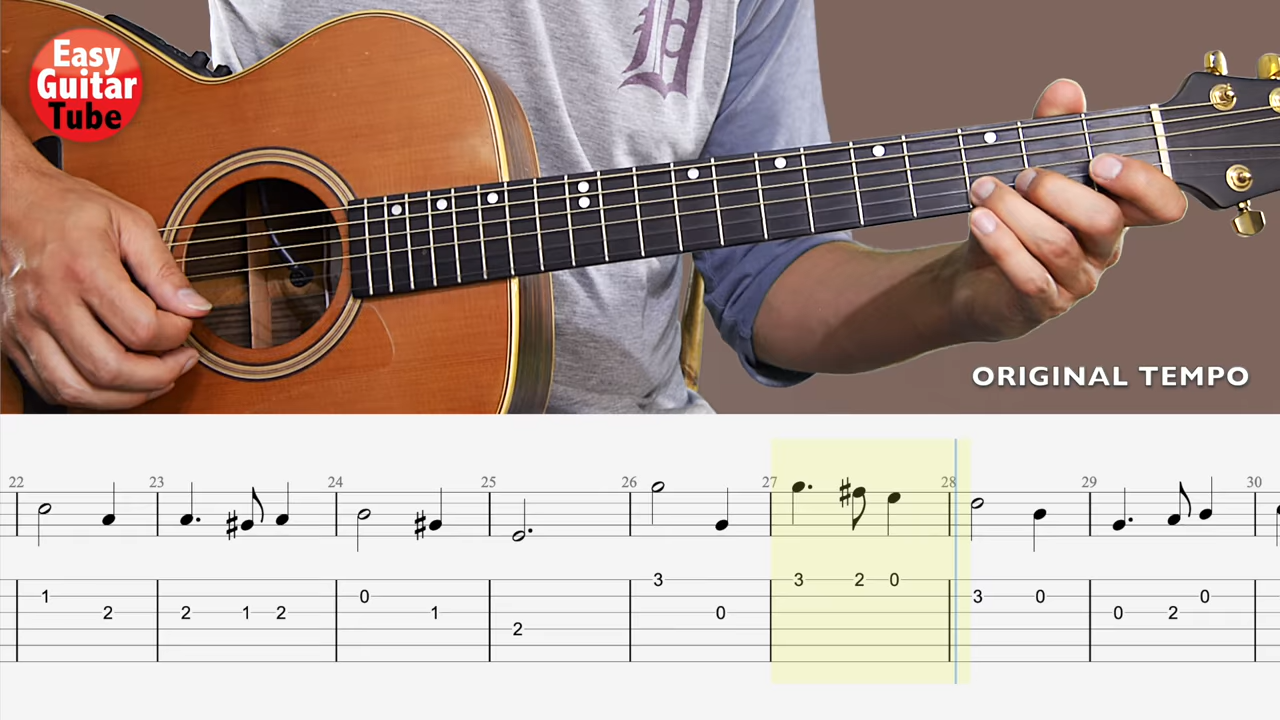 Easy
Guitar
Tube
D
ORIGINAL TEMPO
22 23 24 25 26 27 28 29 30
1 2 2 1 2 0 1 2 3 0 3 2 0 3 0 0 2 0